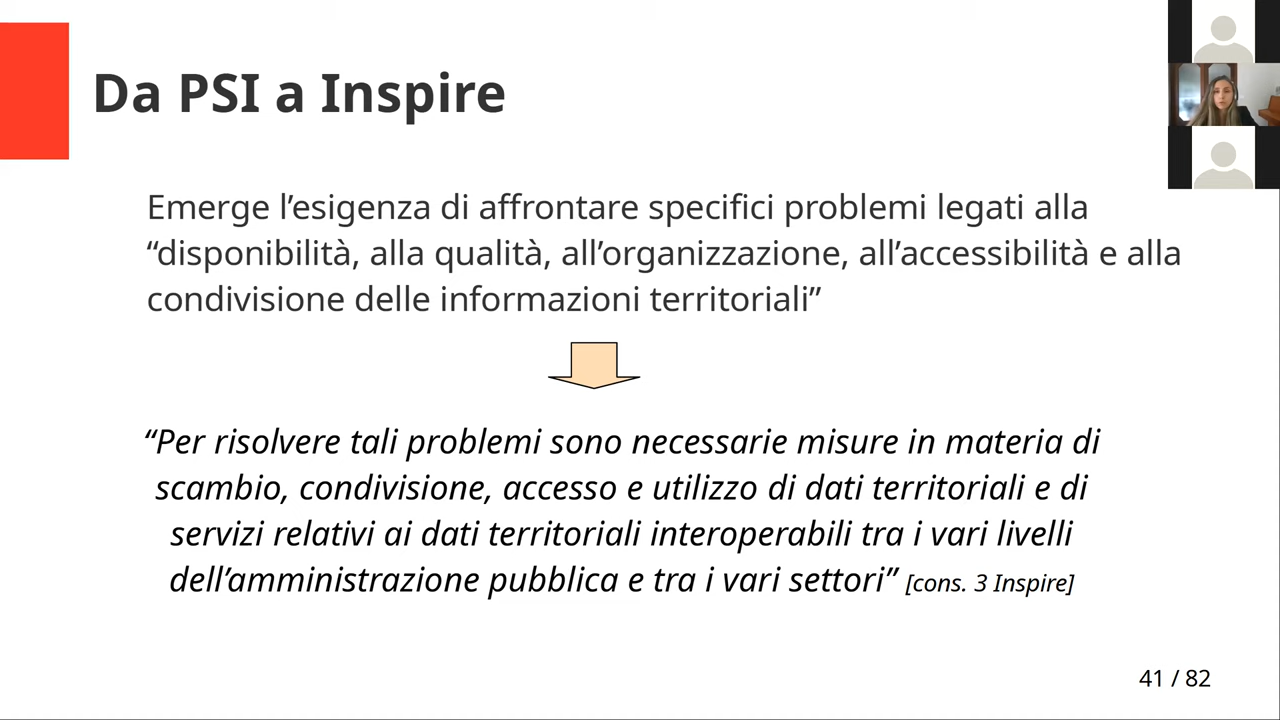 Da PSI a Inspire
Emerge l’esigenza di affrontare specifici problemi legati alla
“disponibilità, alla qualità, all’organizzazione, all’accessibilità e alla
condivisione delle informazioni territoriali”
“Per risolvere tali problemi sono necessarie misure in materia di
scambio, condivisione, accesso e utilizzo di dati territoriali e di
servizi relativi ai dati territoriali interoperabili tra i vari livelli
dell’amministrazione pubblica e tra i vari settori” [cons. 3 Inspire]
41 / 82